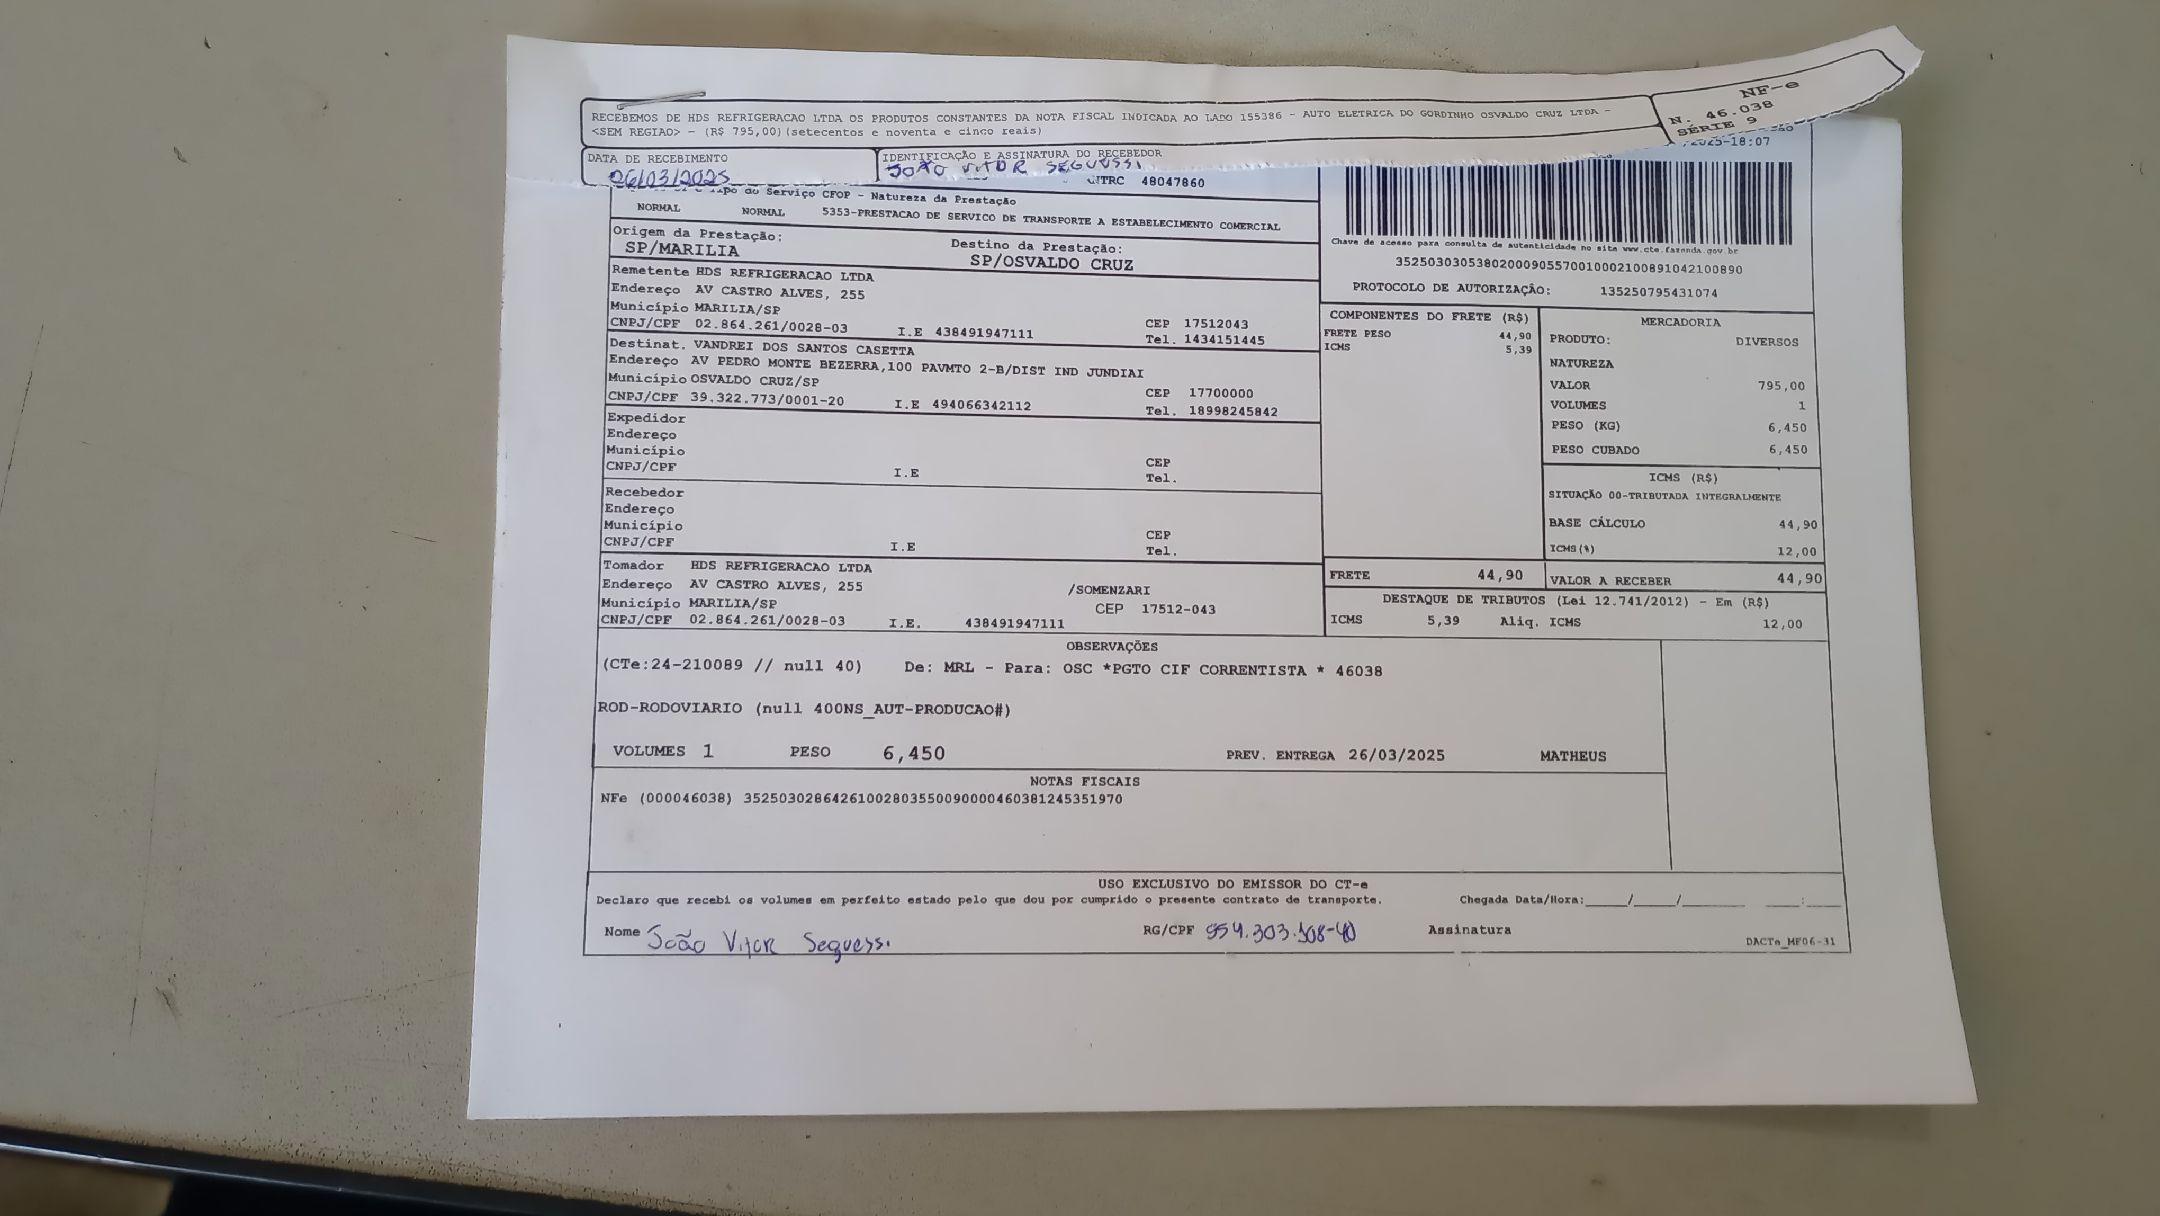 RECEBEMOS DE HDS REFRIGERACAO LTDA OS PRODUTOS CONSTANTES DA NOTA FISCAL INDICADA AO LADO 155386 - AUTO ELETRICA DO GORDINHO OSVALDO CRUZ LTDA -
<SEM REGIAO> - (R$ 795,00) (setecentos e noventa e cinco reais)
NF-e
N. 46.038
SÉRIE 9
DATA DE RECEBIMENTO
26/03/2025
IDENTIFICAÇÃO E ASSINATURA DO RECEBEDOR
JOÃO VITOR SEGUESSI
-18:07
CTRC 48047860
do Serviço CFOP - Natureza da Prestação
NORMAL NORMAL 5353-PRESTACAO DE SERVICO DE TRANSPORTE A ESTABELECIMENTO COMERCIAL
Origem da Prestação:
SP/MARILIA
Destino da Prestação:
SP/OSVALDO CRUZ
Chave de acesso para consulta de autenticidade no site www.cte.fazenda.gov.br
35250303053802000905570010002100891042100890
PROTOCOLO DE AUTORIZAÇÃO: 135250795431074
Remetente HDS REFRIGERACAO LTDA
Endereço AV CASTRO ALVES, 255
Município MARILIA/SP
CEP 17512043
CNPJ/CPF 02.864.261/0028-03 I.E 438491947111 Tel. 1434151445
Destinat. VANDREI DOS SANTOS CASETTA
Endereço AV PEDRO MONTE BEZERRA,100 PAVMTO 2-B/DIST IND JUNDIAI
Município OSVALDO CRUZ/SP CEP 17700000
CNPJ/CPF 39.322.773/0001-20 I.E 494066342112 Tel. 18998245842
Expedidor
Endereço
Município CEP
CNPJ/CPF I.E Tel.
Recebedor
Endereço
Município CEP
CNPJ/CPF I.E Tel.
Tomador HDS REFRIGERACAO LTDA
Endereço AV CASTRO ALVES, 255 /SOMENZARI
Município MARILIA/SP CEP 17512-043
CNPJ/CPF 02.864.261/0028-03 I.E. 438491947111
COMPONENTES DO FRETE (R$)
FRETE PESO 44,90
ICMS 5,39
MERCADORIA
PRODUTO: DIVERSOS
NATUREZA
VALOR 795,00
VOLUMES 1
PESO (KG) 6,450
PESO CUBADO 6,450
ICMS (R$)
SITUAÇÃO 00-TRIBUTADA INTEGRALMENTE
BASE CÁLCULO 44,90
ICMS(%) 12,00
FRETE 44,90 VALOR A RECEBER 44,90
DESTAQUE DE TRIBUTOS (Lei 12.741/2012) - Em (R$)
ICMS 5,39 Aliq. ICMS 12,00
OBSERVAÇÕES
(CTe:24-210089 // null 40) De: MRL - Para: OSC *PGTO CIF CORRENTISTA * 46038
ROD-RODOVIARIO (null 400NS_AUT-PRODUCAO#)
VOLUMES 1 PESO 6,450 PREV. ENTREGA 26/03/2025 MATHEUS
NOTAS FISCAIS
NFe (000046038) 35250302864261002803550090000460381245351970
USO EXCLUSIVO DO EMISSOR DO CT-e
Declaro que recebi os volumes em perfeito estado pelo que dou por cumprido o presente contrato de transporte. Chegada Data/Hora:_____/_____/_______ ____:____
Nome João Vitor Seguessi RG/CPF Assinatura
DACTe_MF06-31